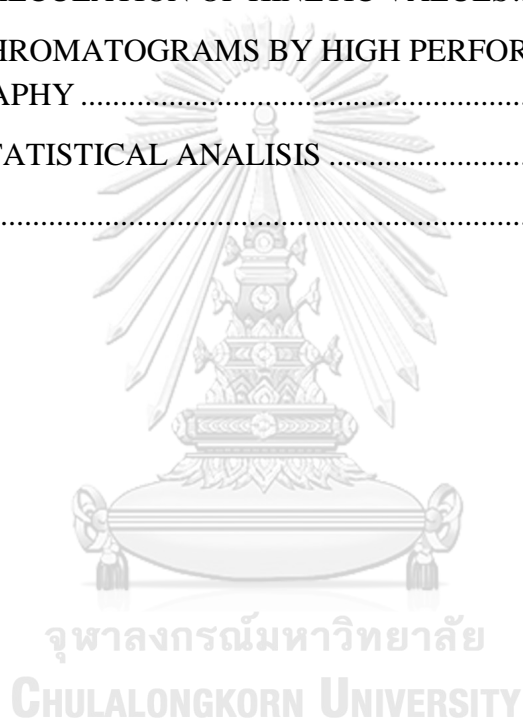 LCULATION OF KINETIC VALUES..
HROMATOGRAMS BY HIGH PERFOR
APHY ............................................................
TATISTICAL ANALISIS ..........................
......................................................................
จุฬาลงกรณ์มหาวิทยาลัย
CHULALONGKORN UNIVERSITY